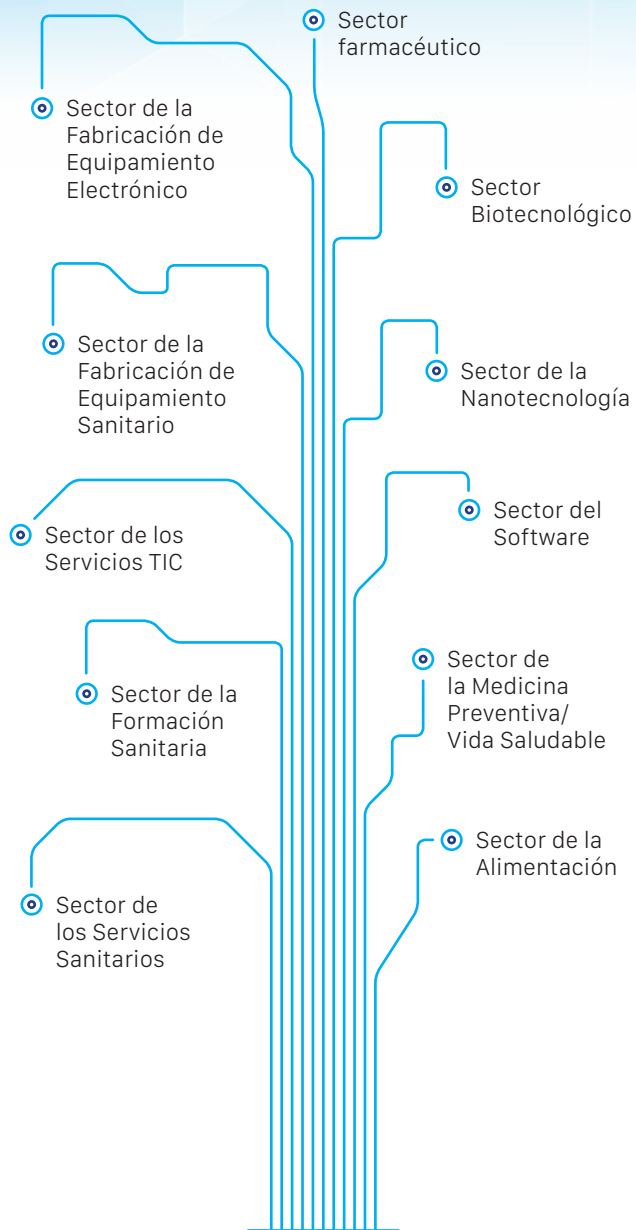 Sector
farmacéutico
Sector de la
Fabricación de
Equipamiento
Electrónico
Sector
Biotecnológico
Sector de la
Fabricación de
Equipamiento
Sanitario
Sector de la
Nanotecnología
Sector de los
Servicios TIC
Sector del
Software
Sector de la
Formación
Sanitaria
Sector de
la Medicina
Preventiva/
Vida Saludable
Sector de
los Servicios
Sanitarios
Sector de la
Alimentación